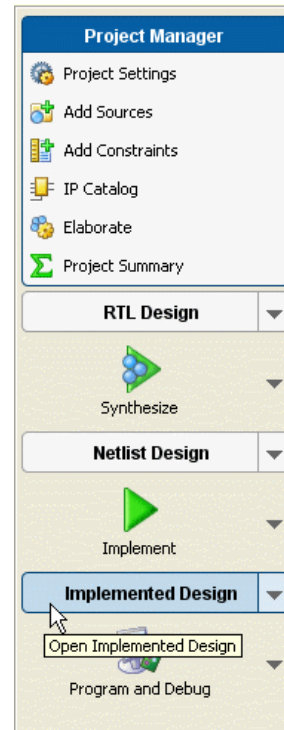 Project Manager
Project Settings
Add Sources
Add Constraints
IP Catalog
Elaborate
Project Summary
RTL Design
Synthesize
Netlist Design
Implement
Implemented Design
Open Implemented Design
Program and Debug